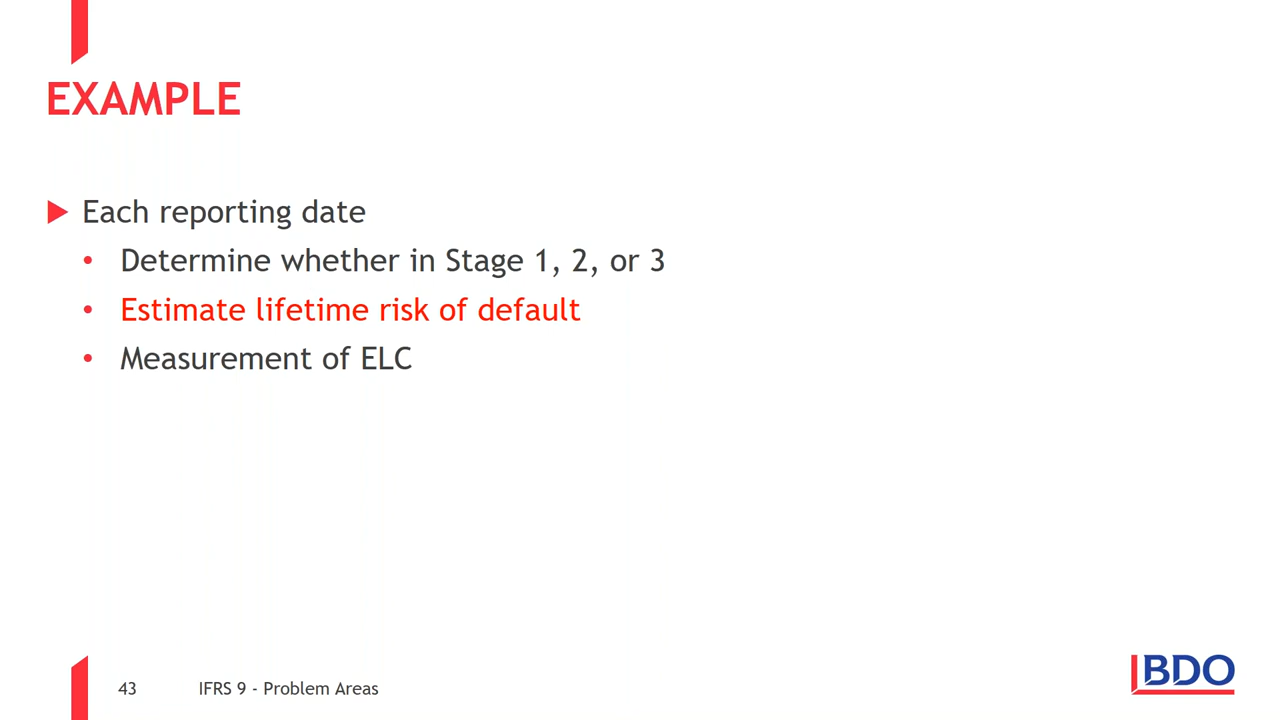 EXAMPLE
Each reporting date
Determine whether in Stage 1, 2, or 3
Estimate lifetime risk of default
Measurement of ELC
43 IFRS 9 - Problem Areas
BDO